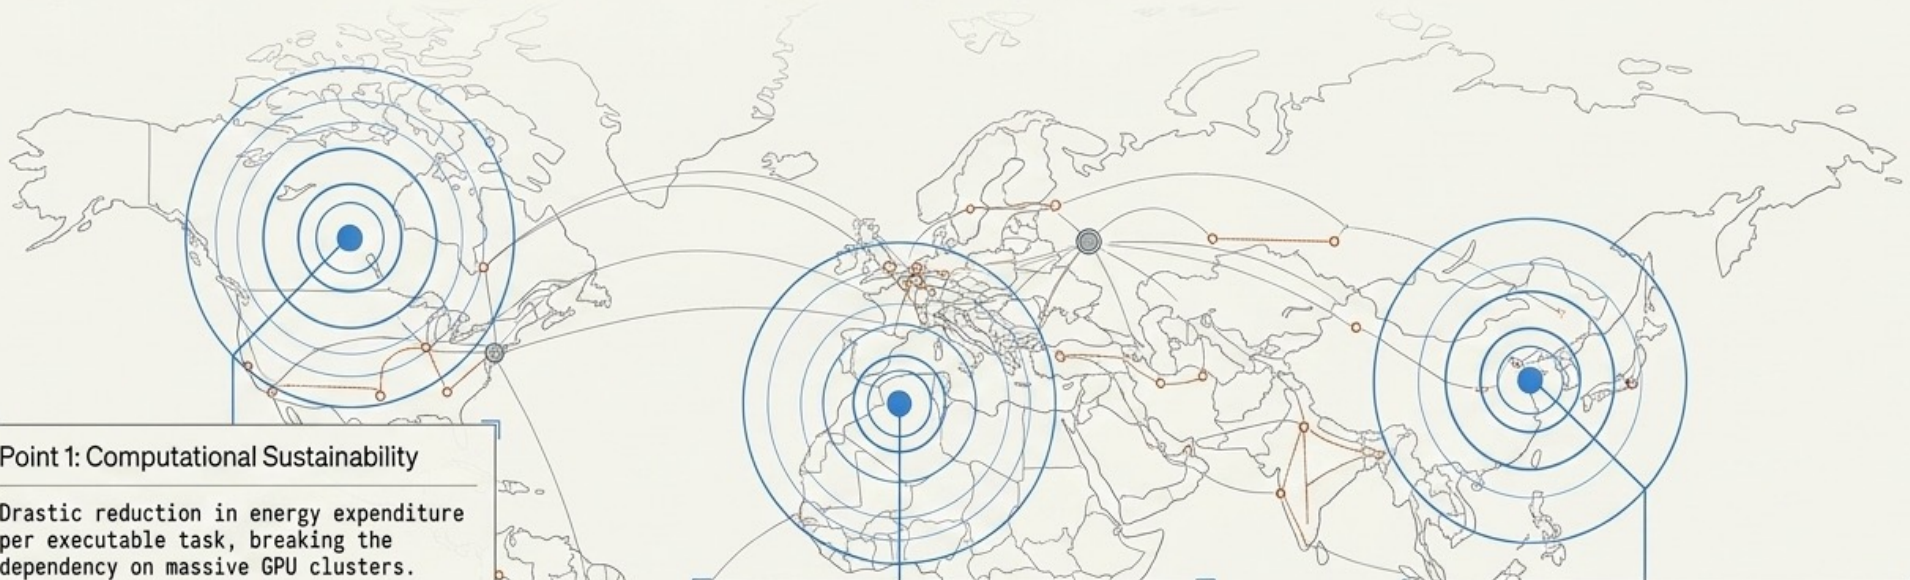 Point 1: Computational Sustainability
Drastic reduction in energy expenditure
per executable task, breaking the
dependency on massive GPU clusters.